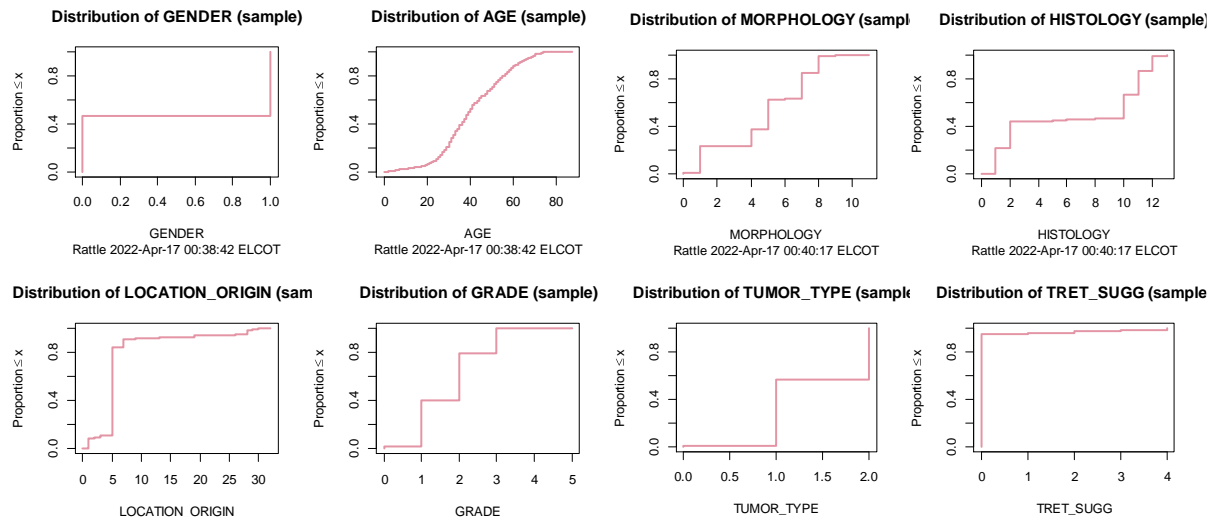 Distribution of GENDER (sample)
Proportion ≤ x
0.0 0.4 0.8
0.0 0.2 0.4 0.6 0.8 1.0
GENDER
Rattle 2022-Apr-17 00:38:42 ELCOT
Distribution of AGE (sample)
Proportion ≤ x
0.0 0.4 0.8
0 20 40 60 80
AGE
Rattle 2022-Apr-17 00:38:42 ELCOT
Distribution of MORPHOLOGY (sampl
Proportion ≤ x
0.0 0.4 0.8
0 2 4 6 8 10
MORPHOLOGY
Rattle 2022-Apr-17 00:40:17 ELCOT
Distribution of HISTOLOGY (sample)
Proportion ≤ x
0.0 0.4 0.8
0 2 4 6 8 10 12
HISTOLOGY
Rattle 2022-Apr-17 00:40:17 ELCOT
Distribution of LOCATION_ORIGIN (sam
Proportion ≤ x
0.0 0.4 0.8
0 5 10 15 20 25 30
LOCATION_ORIGIN
Distribution of GRADE (sample)
Proportion ≤ x
0.0 0.4 0.8
0 1 2 3 4 5
GRADE
Distribution of TUMOR_TYPE (sample
Proportion ≤ x
0.0 0.4 0.8
0.0 0.5 1.0 1.5 2.0
TUMOR_TYPE
Distribution of TRET_SUGG (sample
Proportion ≤ x
0.0 0.4 0.8
0 1 2 3 4
TRET_SUGG